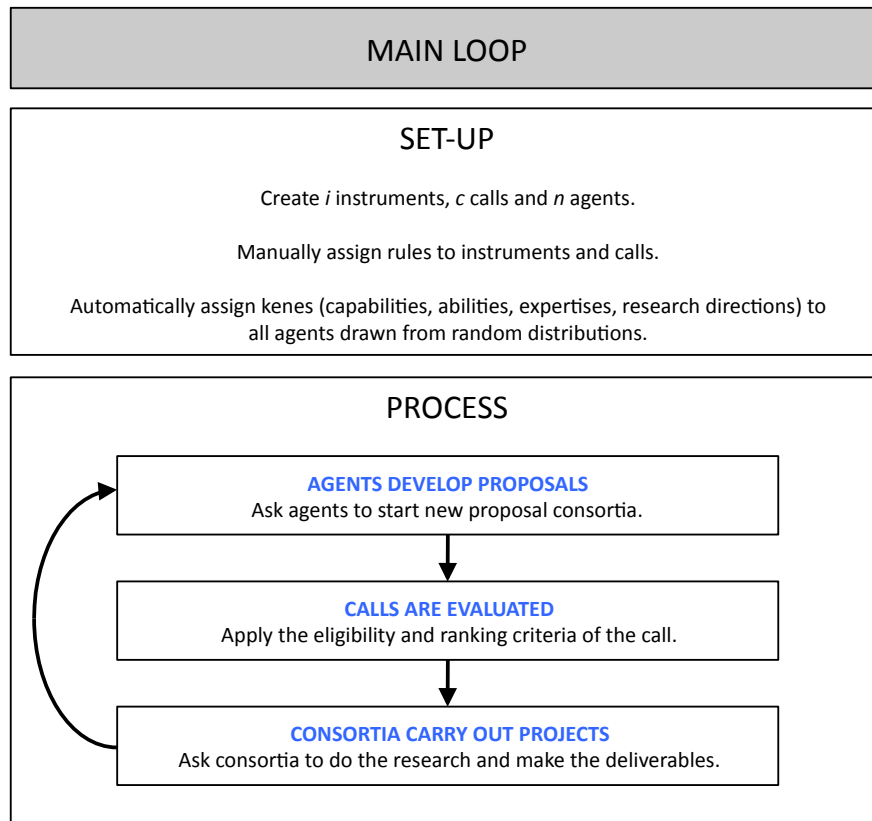 MAIN LOOP
SET-UP
Create i instruments, c calls and n agents.
Manually assign rules to instruments and calls.
Automatically assign kenes (capabilities, abilities, expertises, research directions) to
all agents drawn from random distributions.
PROCESS
AGENTS DEVELOP PROPOSALS
Ask agents to start new proposal consortia.
CALLS ARE EVALUATED
Apply the eligibility and ranking criteria of the call.
CONSORTIA CARRY OUT PROJECTS
Ask consortia to do the research and make the deliverables.